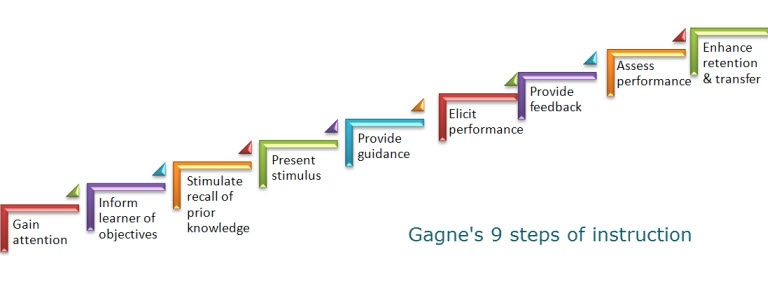 Gain
attention
Inform
learner of
objectives
Stimulate
recall of
prior
knowledge
Present
stimulus
Provide
guidance
Elicit
performance
Provide
feedback
Assess
performance
Enhance
retention
& transfer
Gagne's 9 steps of instruction